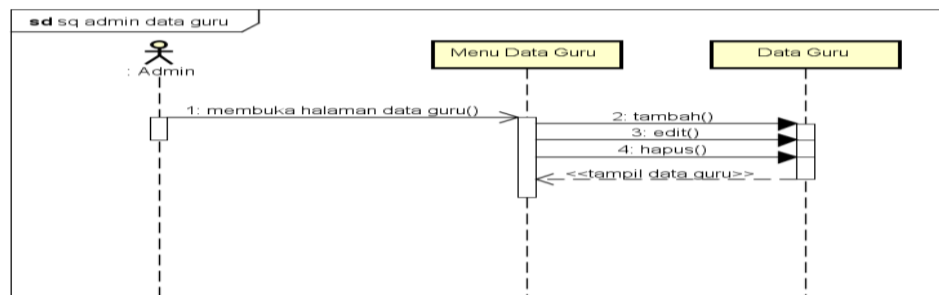 sd sq admin data guru
Menu Data Guru
Data Guru
: Admin
1: membuka halaman data guru()
2: tambah()
3: edit()
4: hapus()
<<tampil data guru>>